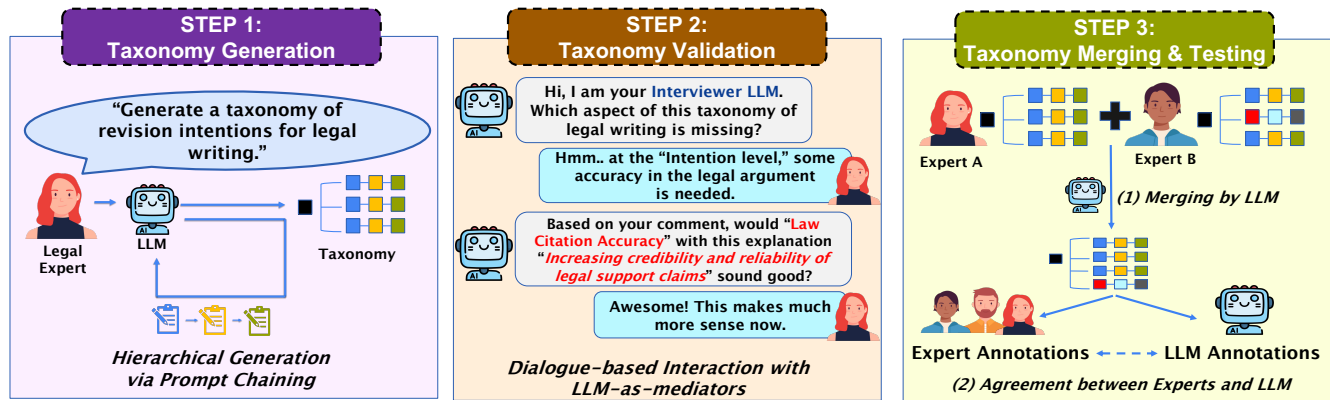 STEP 1:
Taxonomy Generation
“Generate a taxonomy of
revision intentions for legal
writing.”
AI
LLM
Legal
Expert
Taxonomy
Hierarchical Generation
via Prompt Chaining
STEP 2:
Taxonomy Validation
Hi, I am your Interviewer LLM.
Which aspect of this taxonomy of
legal writing is missing?
AI
Hmm.. at the “Intention level,” some
accuracy in the legal argument
is needed.
Based on your comment, would “Law
Citation Accuracy” with this explanation
“Increasing credibility and reliability of
legal support claims” sound good?
AI
Awesome! This makes much
more sense now.
Dialogue-based Interaction with
LLM-as-mediators
STEP 3:
Taxonomy Merging & Testing
Expert A
Expert B
AI
(1) Merging by LLM
AI
Expert Annotations
LLM Annotations
(2) Agreement between Experts and LLM